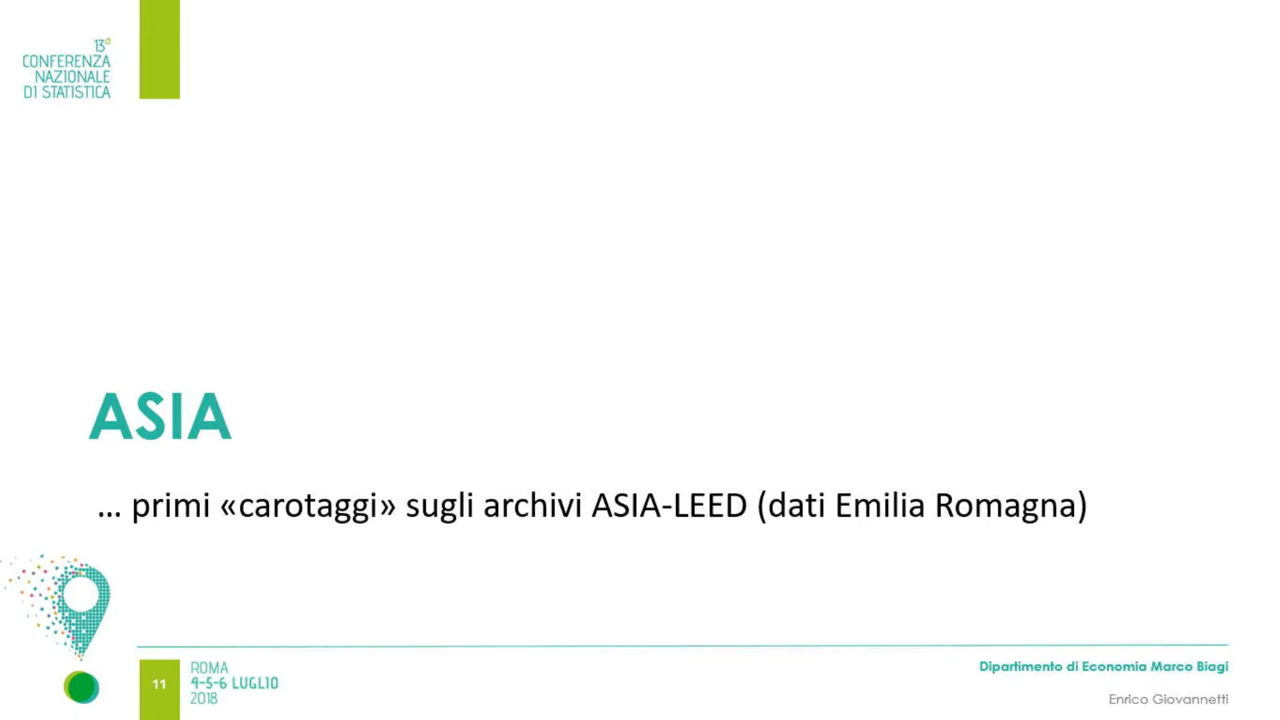 13a
CONFERENZA
NAZIONALE
DI STATISTICA
ASIA
... primi «carotaggi» sugli archivi ASIA-LEED (dati Emilia Romagna)
11
ROMA
4-5-6 LUGLIO
2018
Dipartimento di Economia Marco Biagi
Enrico Giovannetti